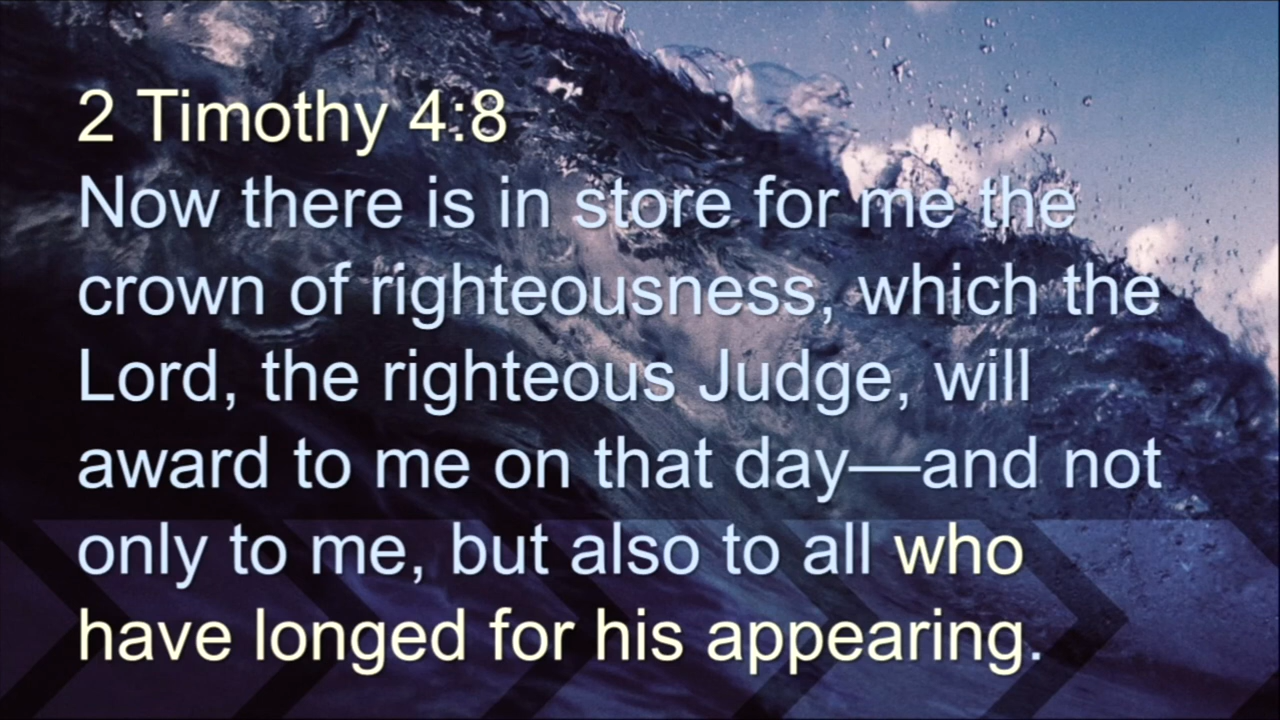 2 Timothy 4:8
Now there is in store for me the
crown of righteousness, which the
Lord, the righteous Judge, will
award to me on that day—and not
only to me, but also to all who
have longed for his appearing.